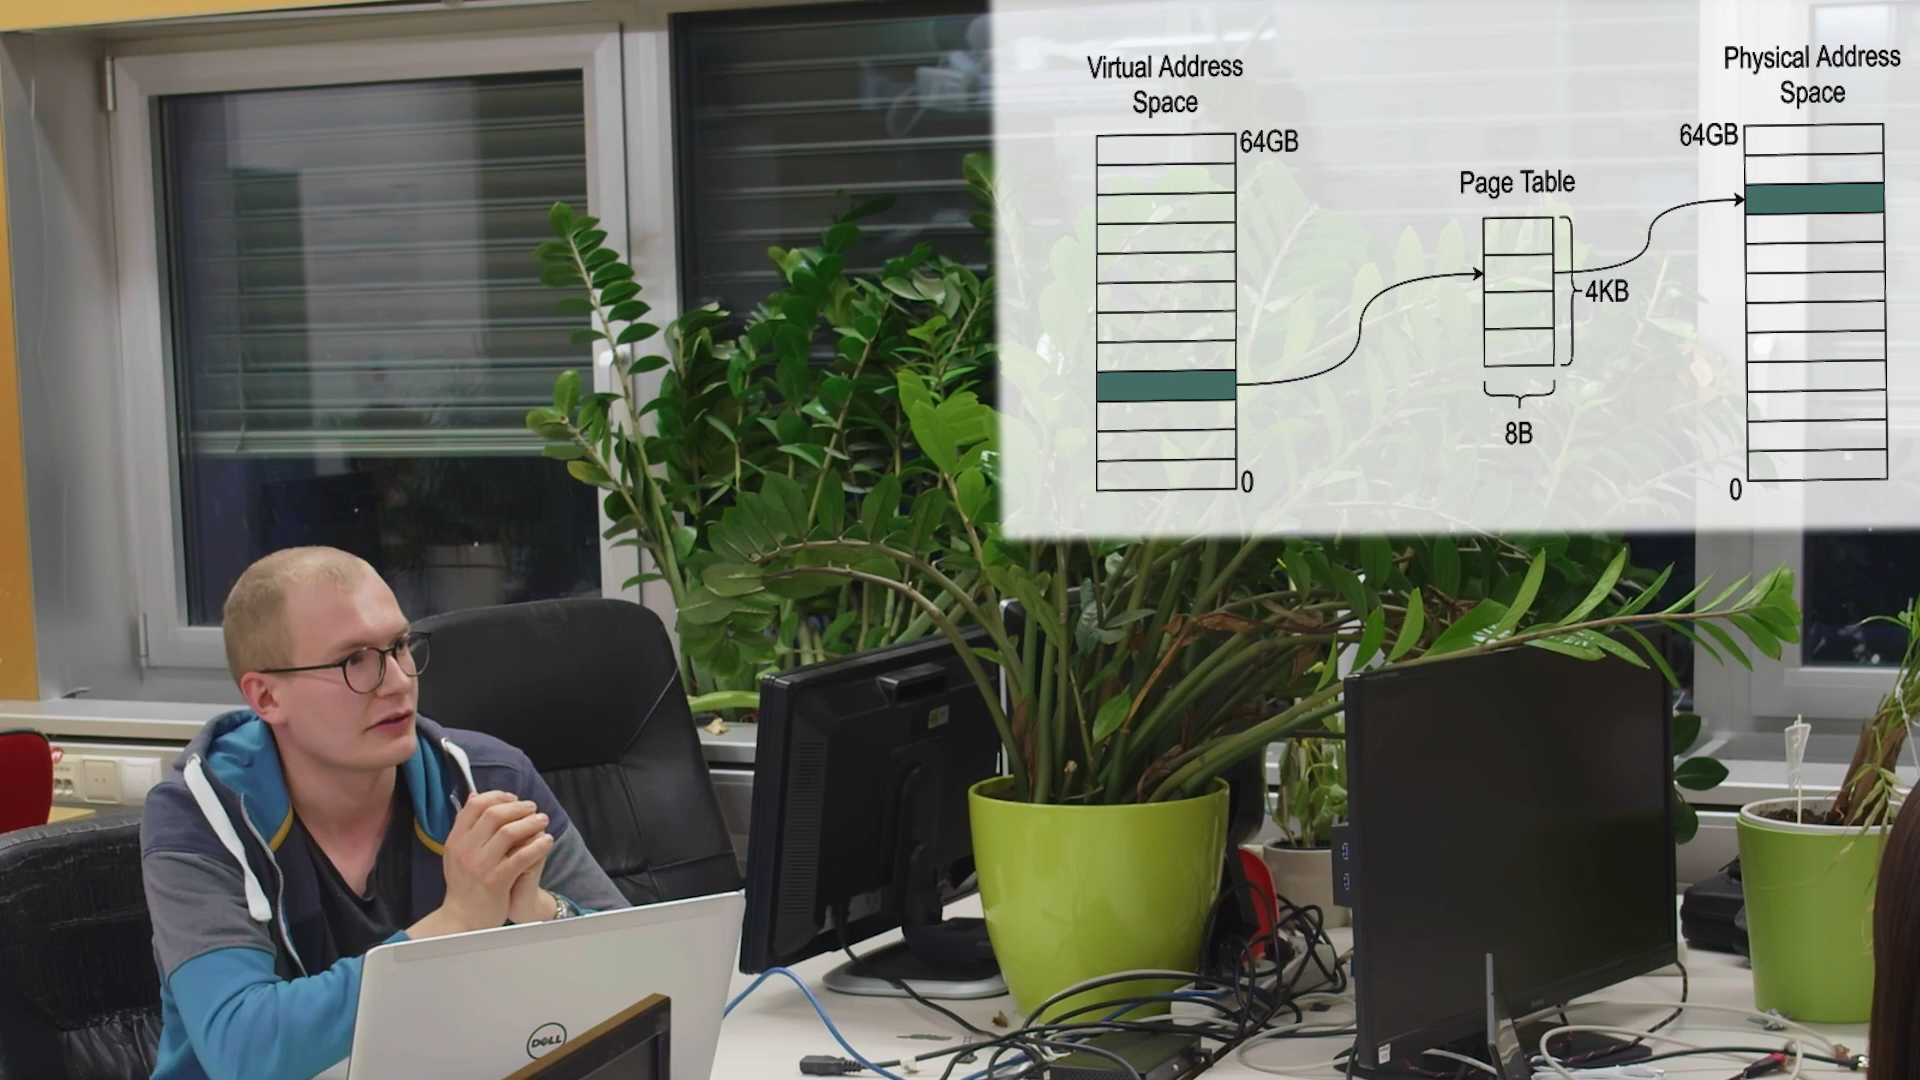 Virtual Address
Space
64GB
0
Page Table
4KB
8B
Physical Address
Space
64GB
0
DELL